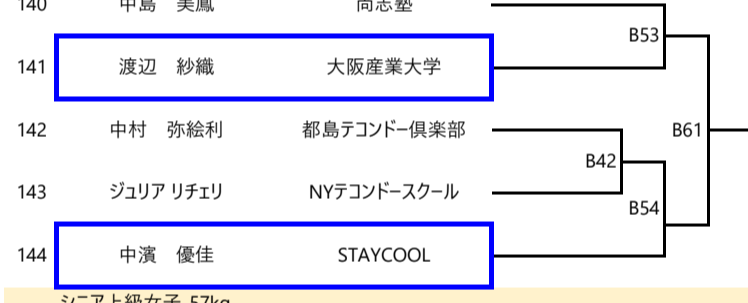 140 中島 美鳳 尚志塾
B53
141 渡辺 紗織 大阪産業大学
142 中村 弥絵利 都島テコンドー倶楽部 B61
B42
143 ジュリア リチェリ NYテコンドースクール
B54
144 中濱 優佳 STAYCOOL
シニア上級女子 57kg